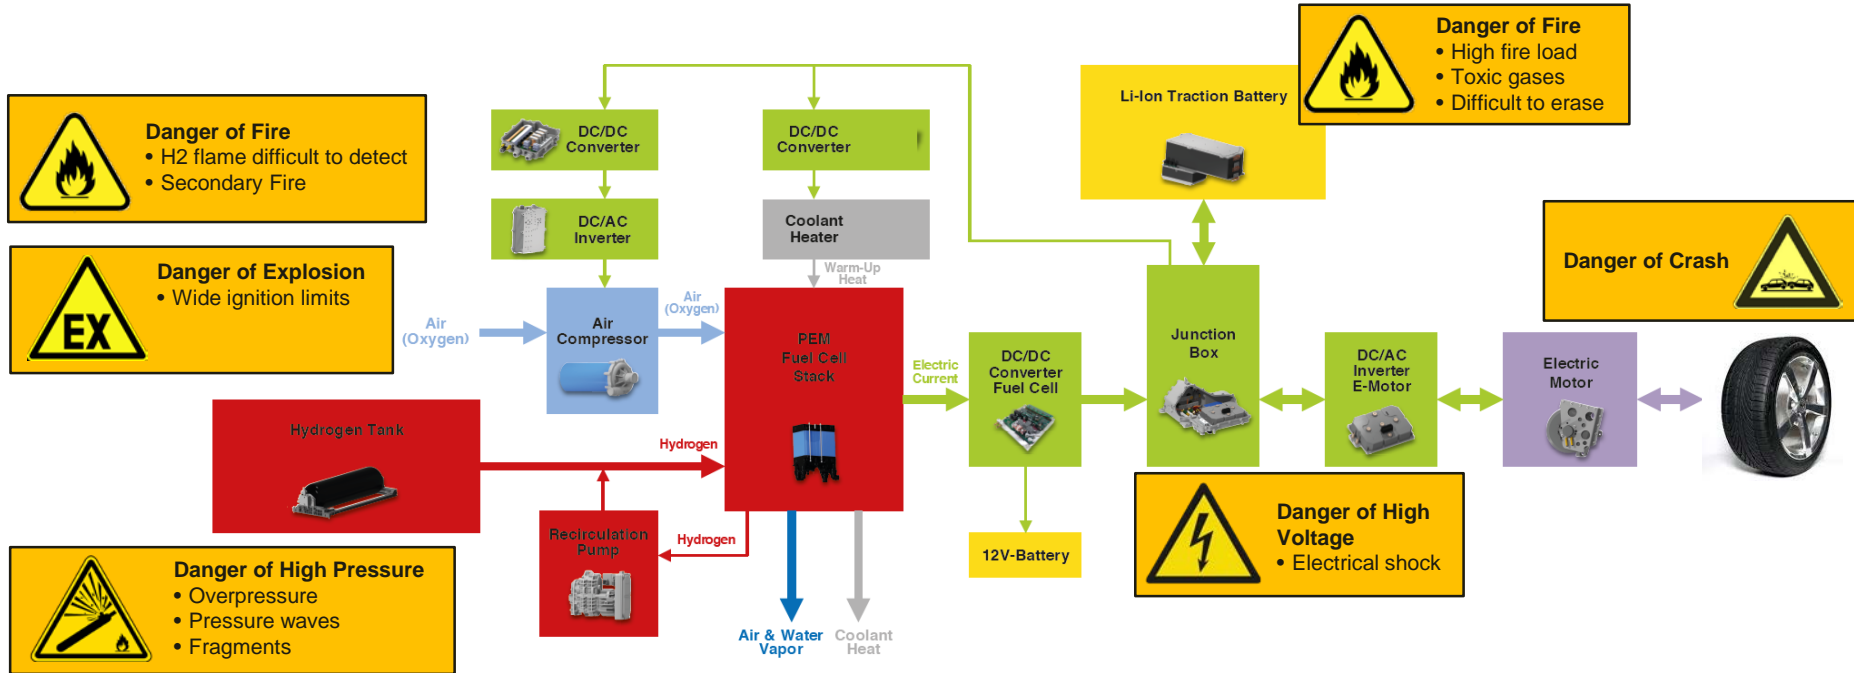 Danger of Fire
• H2 flame difficult to detect
• Secondary Fire
Danger of Explosion
• Wide ignition limits
EX
Danger of High Pressure
• Overpressure
• Pressure waves
• Fragments
Hydrogen Tank
Air
(Oxygen)
DC/DC
Converter
DC/AC
Inverter
Air
Compressor
Air
(Oxygen)
Hydrogen
Recirculation
Pump
Hydrogen
DC/DC
Converter
Coolant
Heater
Warm-Up
Heat
PEM
Fuel Cell
Stack
Air & Water
Vapor
Coolant
Heat
Electric
Current
DC/DC
Converter
Fuel Cell
12V-Battery
Li-Ion Traction Battery
Danger of Fire
• High fire load
• Toxic gases
• Difficult to erase
Junction
Box
Danger of High
Voltage
• Electrical shock
DC/AC
Inverter
E-Motor
Electric
Motor
Danger of Crash